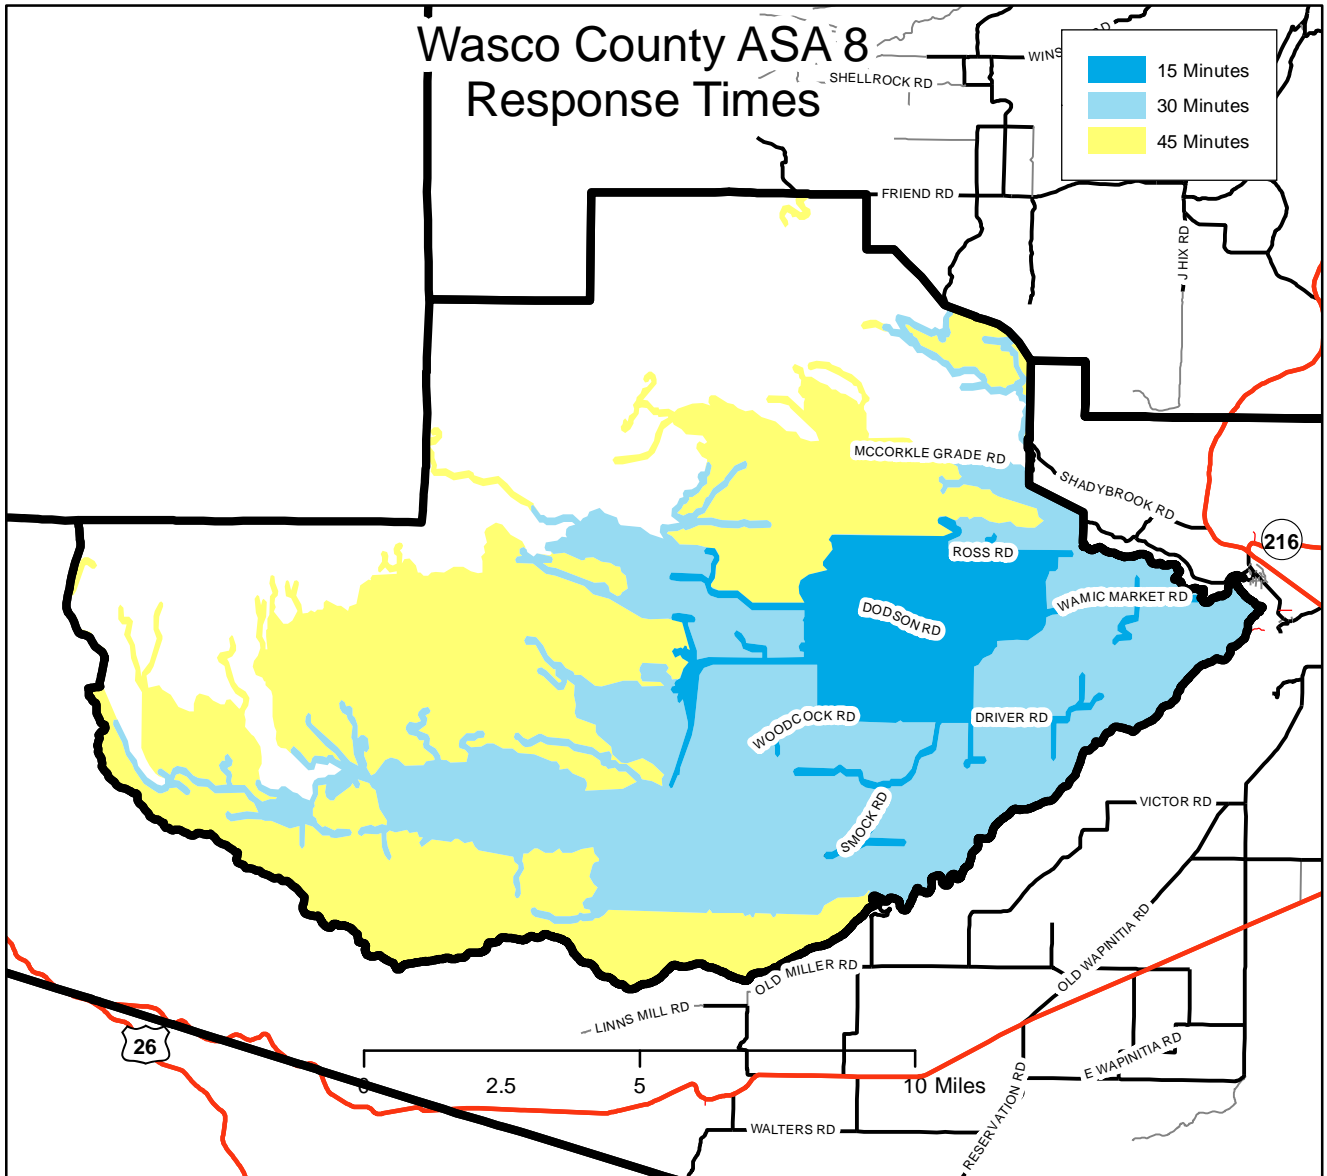 Wasco County ASA 8
Response Times
WINS
RD
SHELLROCK RD
15 Minutes
30 Minutes
45 Minutes
FRIEND RD
J HIX RD
MCCORKLE GRADE RD
SHADYBROOK RD
216
ROSS RD
WAMIC MARKET RD
DODSON RD
WOODCOCK RD
DRIVER RD
SMOCK RD
VICTOR RD
OLD WAPINITIA RD
OLD MILLER RD
LINNS MILL RD
26
E WAPINITIA RD
0 2.5 5 10 Miles
RESERVATION RD
WALTERS RD